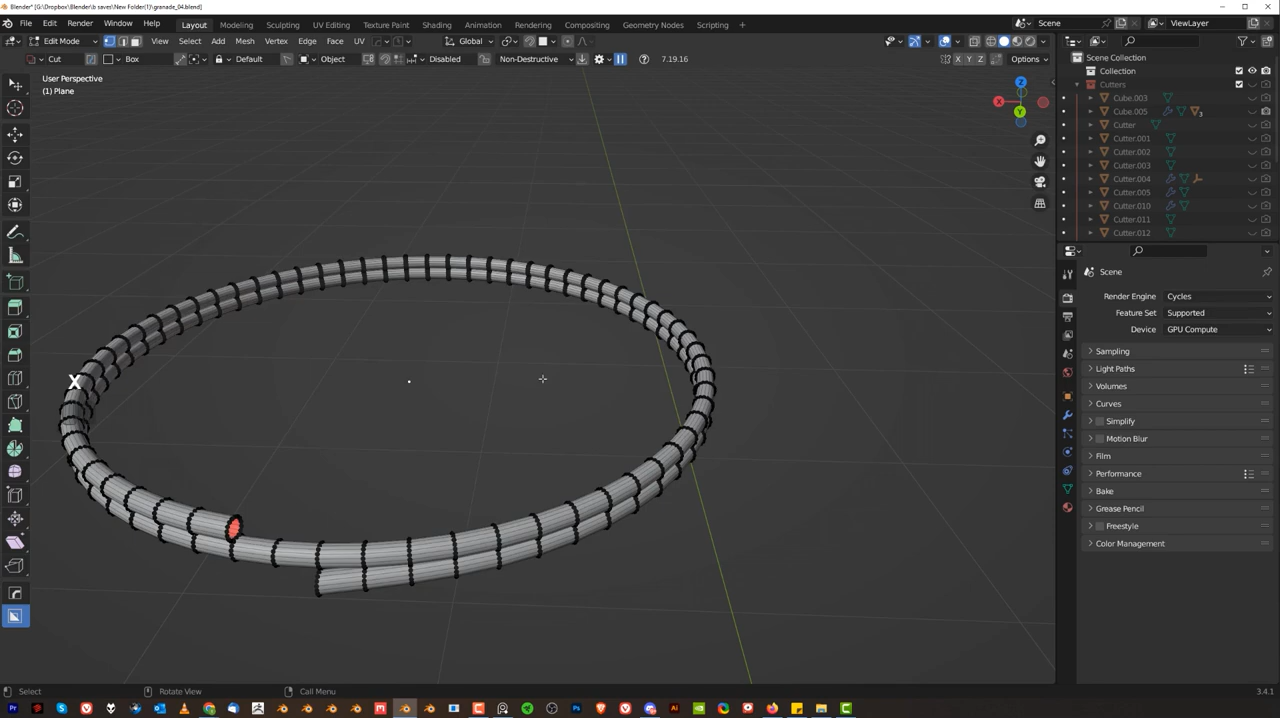 Blender* [G:\Dropbox\Blender\b saves\New Folder(1)\granade_04.blend]
File Edit Render Window Help Layout Modeling Sculpting UV Editing Texture Paint Shading Animation Rendering Compositing Geometry Nodes Scripting + Scene ViewLayer
Edit Mode View Select Add Mesh Vertex Edge Face UV Global
Cut Box Default Object Disabled Non-Destructive 7.19.16 X Y Z Options
User Perspective
(1) Plane
X
Z
X
Y
Scene Collection
Collection
Cutters
Cube.003
Cube.005 3
Cutter
Cutter.001
Cutter.002
Cutter.003
Cutter.004
Cutter.005
Cutter.010
Cutter.011
Cutter.012
Scene
Render Engine Cycles
Feature Set Supported
Device GPU Compute
Sampling
Light Paths
Volumes
Curves
Simplify
Motion Blur
Film
Performance
Bake
Grease Pencil
Freestyle
Color Management
Select Rotate View Call Menu 3.4.1